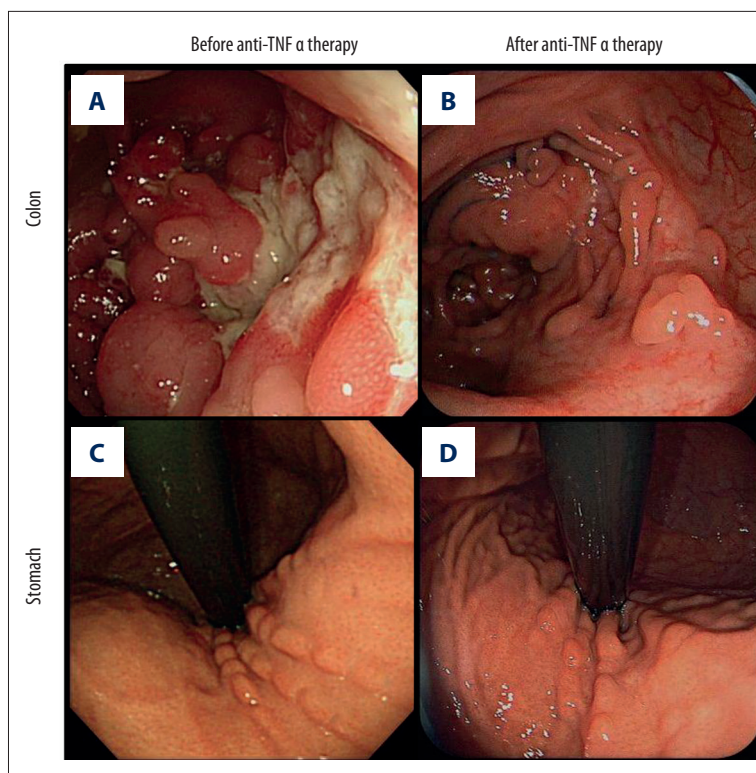 Before anti-TNF α therapy
After anti-TNF α therapy
Colon
A
B
Stomach
C
D